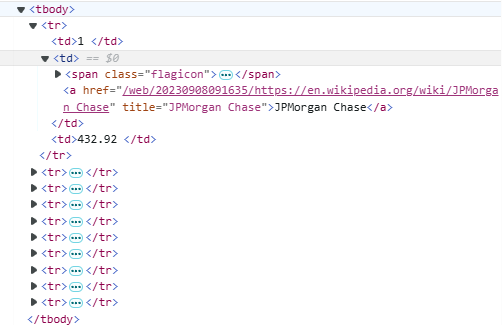 ▼<tbody>
▼<tr>
<td>1 </td>
▼<td> == $0
▶<span class="flagicon">…</span>
<a href="/web/20230908091635/https://en.wikipedia.org/wiki/JPMorga
n_Chase" title="JPMorgan Chase">JPMorgan Chase</a>
</td>
<td>432.92 </td>
</tr>
▶<tr>…</tr>
▶<tr>…</tr>
▶<tr>…</tr>
▶<tr>…</tr>
▶<tr>…</tr>
▶<tr>…</tr>
▶<tr>…</tr>
▶<tr>…</tr>
▶<tr>…</tr>
</tbody>